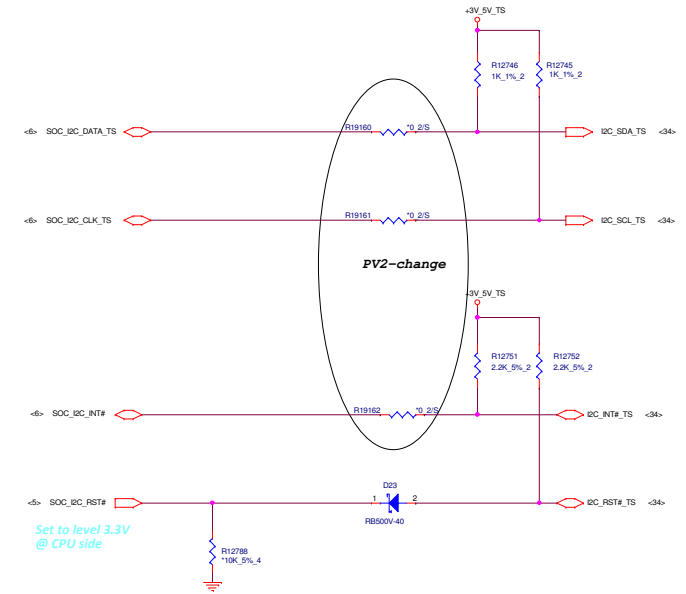 +3V_5V_TS
R12746
1K_1%_2
R12745
1K_1%_2
<6> SOC_I2C_DATA_TS
R19160
*0_2/S
I2C_SDA_TS <34>
<6> SOC_I2C_CLK_TS
R19161
*0_2/S
I2C_SCL_TS <34>
PV2-change
+3V_5V_TS
R12751
2.2K_5%_2
R12752
2.2K_5%_2
<6> SOC_I2C_INT#
R19162
*0_2/S
I2C_INT#_TS <34>
D23
<5> SOC_I2C_RST#
1 2
I2C_RST#_TS <34>
RB500V-40
Set to level 3.3V
@ CPU side
R12788
*10K_5%_4